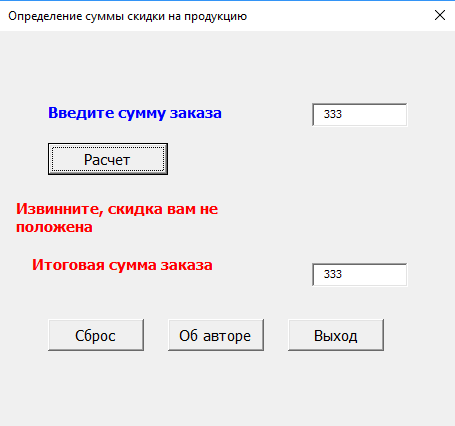 Определение суммы скидки на продукцию
Введите сумму заказа
333
Расчет
Извинните, скидка вам не
положена
Итоговая сумма заказа
333
Сброс
Об авторе
Выход